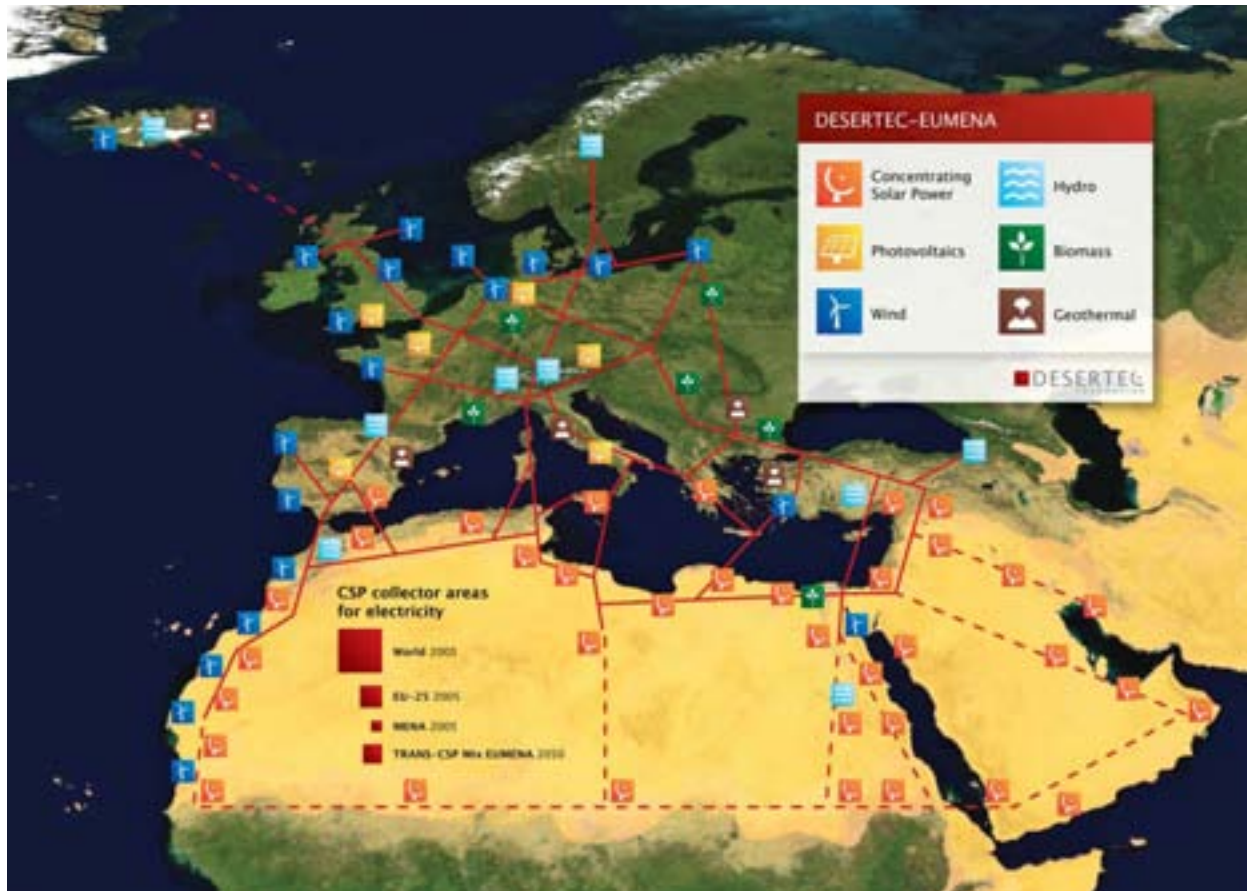 DESERTEC-EUMENA
Concentrating
Solar Power
Hydro
Photovoltaics
Biomass
Wind
Geothermal
DESERTEC
CSP collector areas
for electricity
World 2005
EU-25 2005
MENA 2005
TRANS-CSP Mix EUMENA 2050